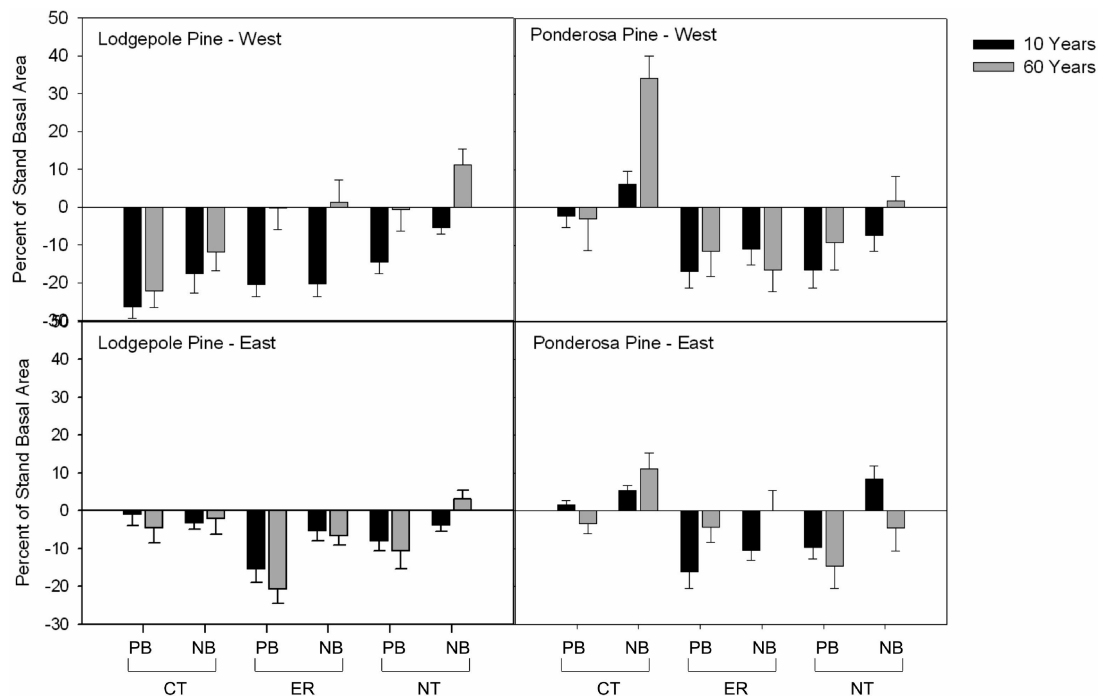 50
40
30
20
10
0
-10
-20
-30
Percent of Stand Basal Area
Lodgepole Pine - West
Ponderosa Pine - West
10 Years
60 Years
50
40
30
20
10
0
-10
-20
-30
Percent of Stand Basal Area
Lodgepole Pine - East
Ponderosa Pine - East
PB NB PB NB PB NB PB NB PB NB PB NB
CT ER NT CT ER NT